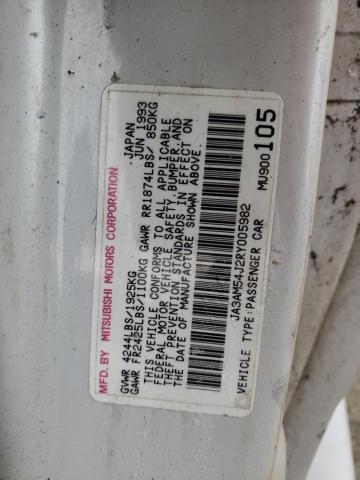 MFD. BY MITSUBISHI MOTORS CORPORATION
.JAPAN
GVWR 4244LBS/1925KG JUN 1993
GAWR FR2425LBS/1100KG GAWR RR1874LBS/ 850KG
THIS VEHICLE CONFORMS TO ALL APPLICABLE
FEDERAL MOTOR VEHICLE SAFETY,BUMPER,AND
THEFT PREVENTION STANDARDS IN EFFECT ON
THE DATE OF MANUFACTURE SHOWN ABOVE.
JA3AM54J2RY005982
VEHICLE TYPE:PASSENGER CAR
MU900105